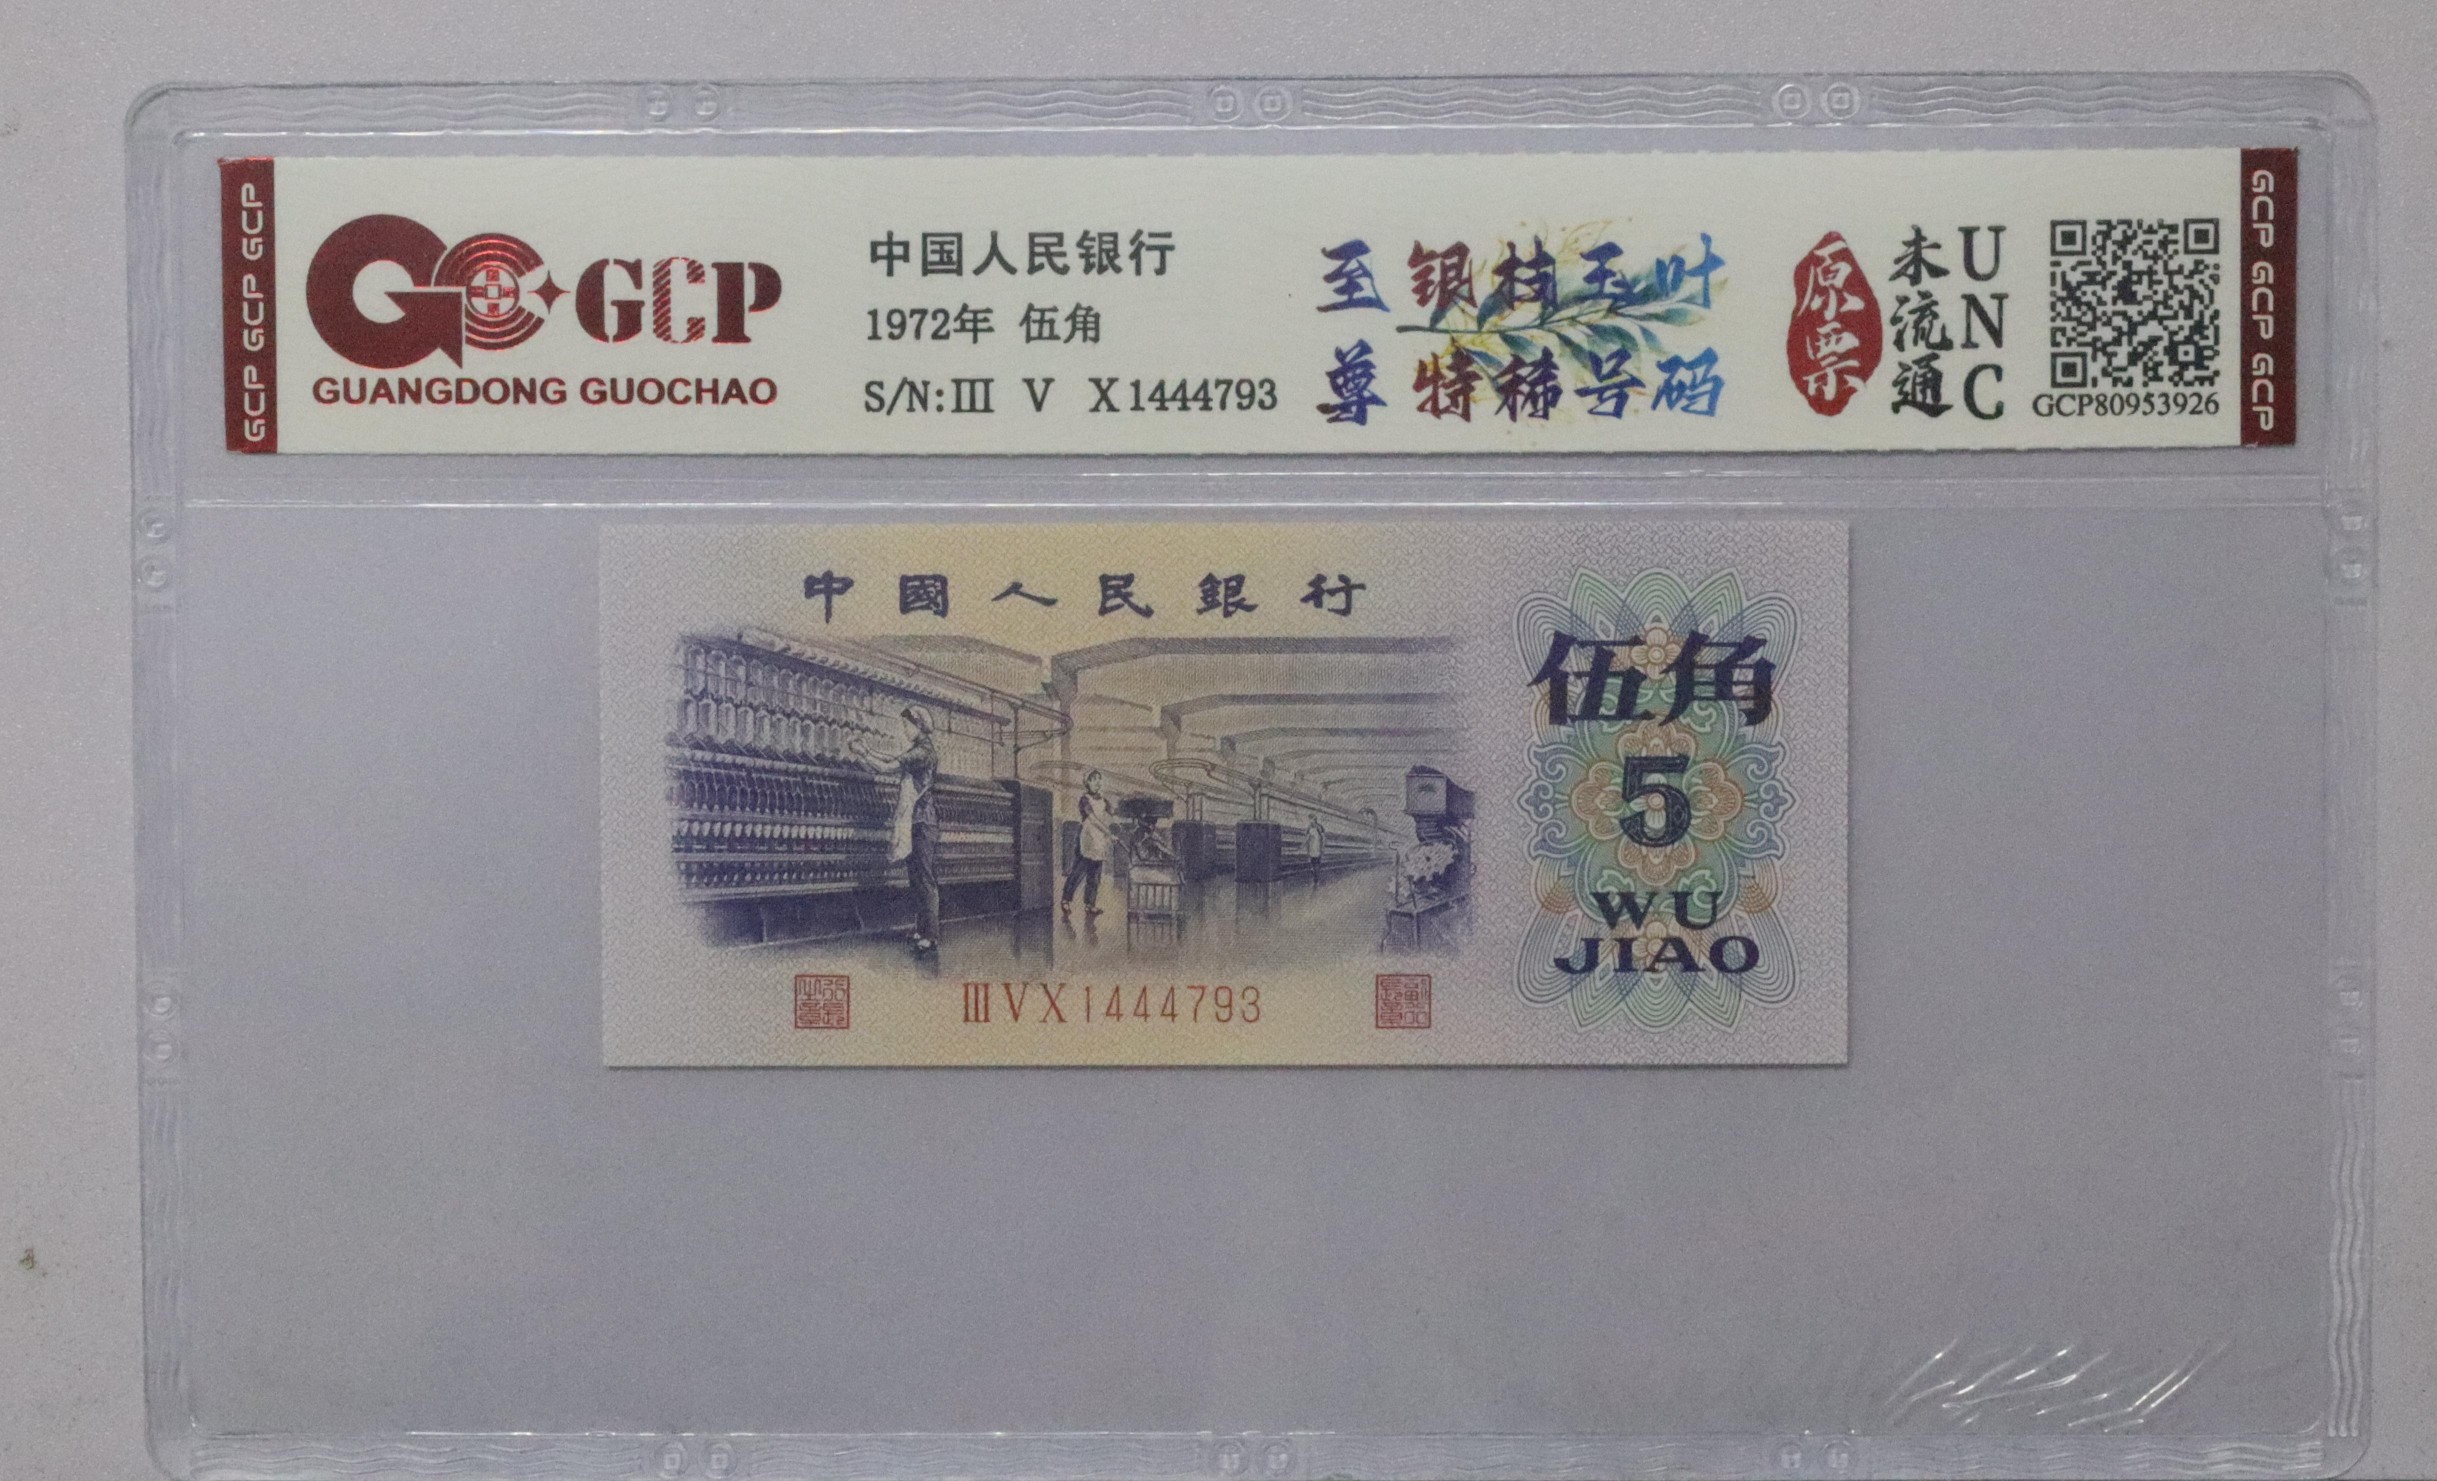 GCP GCP GCP
GCP
GUANGDONG GUOCHAO
中国人民银行
1972年 伍角
S/N:III V X1444793
至尊
银枝玉叶
特稀号码
原票
未流通
UNC
GCP80953926
GCP GCP GCP
中國人民銀行
伍角
5
WU
JIAO
III V X 1444793